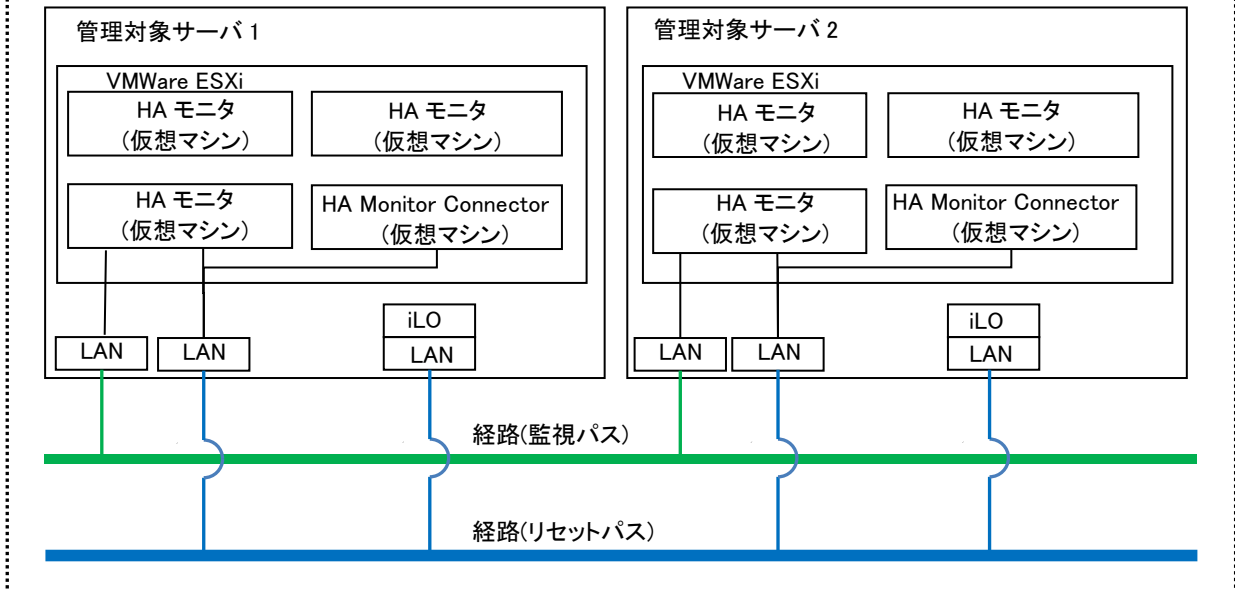 管理対象サーバ 1
VMWare ESXi
HA モニタ
(仮想マシン)
HA モニタ
(仮想マシン)
HA モニタ
(仮想マシン)
HA Monitor Connector
(仮想マシン)
iLO
LAN
LAN
LAN
管理対象サーバ 2
VMWare ESXi
HA モニタ
(仮想マシン)
HA モニタ
(仮想マシン)
HA モニタ
(仮想マシン)
HA Monitor Connector
(仮想マシン)
iLO
LAN
LAN
LAN
経路(監視パス)
経路(リセットパス)